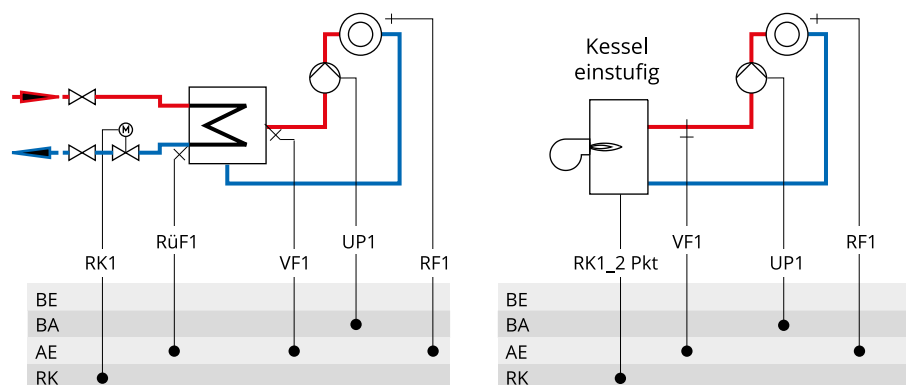 Kessel
einstufig
M
RüF1
UP1
RK1
VF1
RF1
BE
BA
AE
RK
VF1
RF1
RK1_2 Pkt
UP1
BE
BA
AE
RK